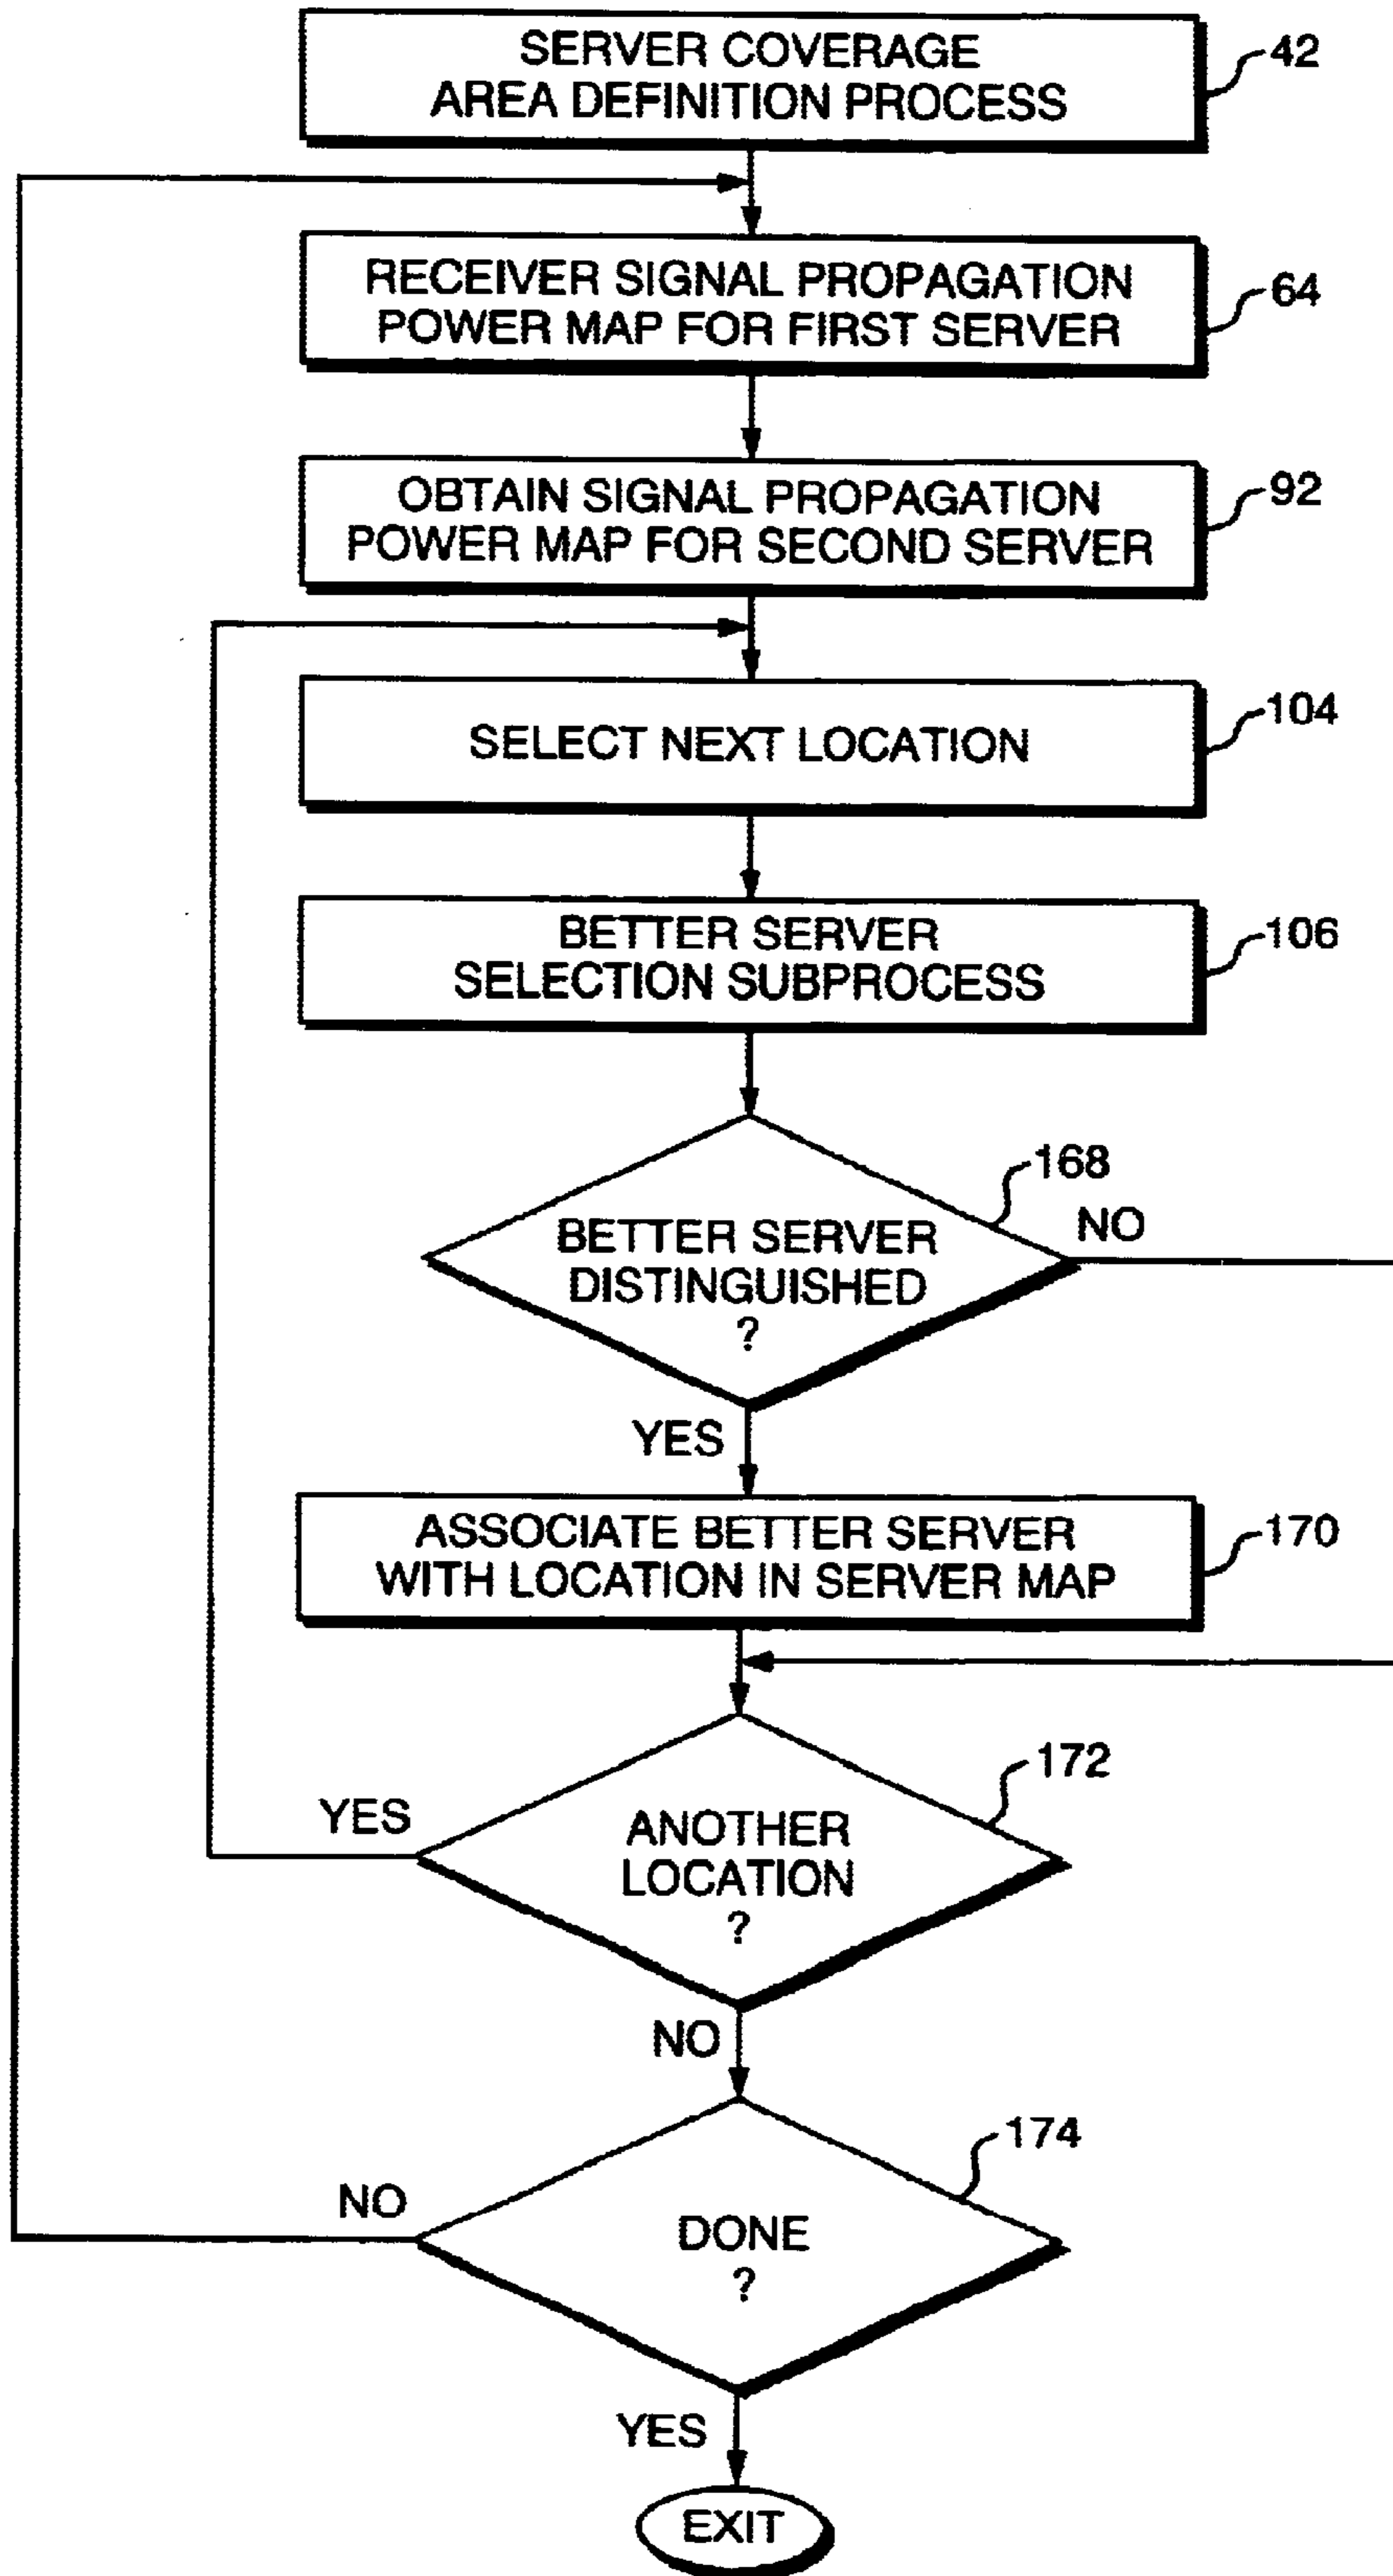 SERVER COVERAGE
AREA DEFINITION PROCESS
42
RECEIVER SIGNAL PROPAGATION
POWER MAP FOR FIRST SERVER
64
OBTAIN SIGNAL PROPAGATION
POWER MAP FOR SECOND SERVER
92
SELECT NEXT LOCATION
104
BETTER SERVER
SELECTION SUBPROCESS
106
168
BETTER SERVER
DISTINGUISHED
?
NO
YES
ASSOCIATE BETTER SERVER
WITH LOCATION IN SERVER MAP
170
172
YES
ANOTHER
LOCATION
?
NO
174
NO
DONE
?
YES
EXIT